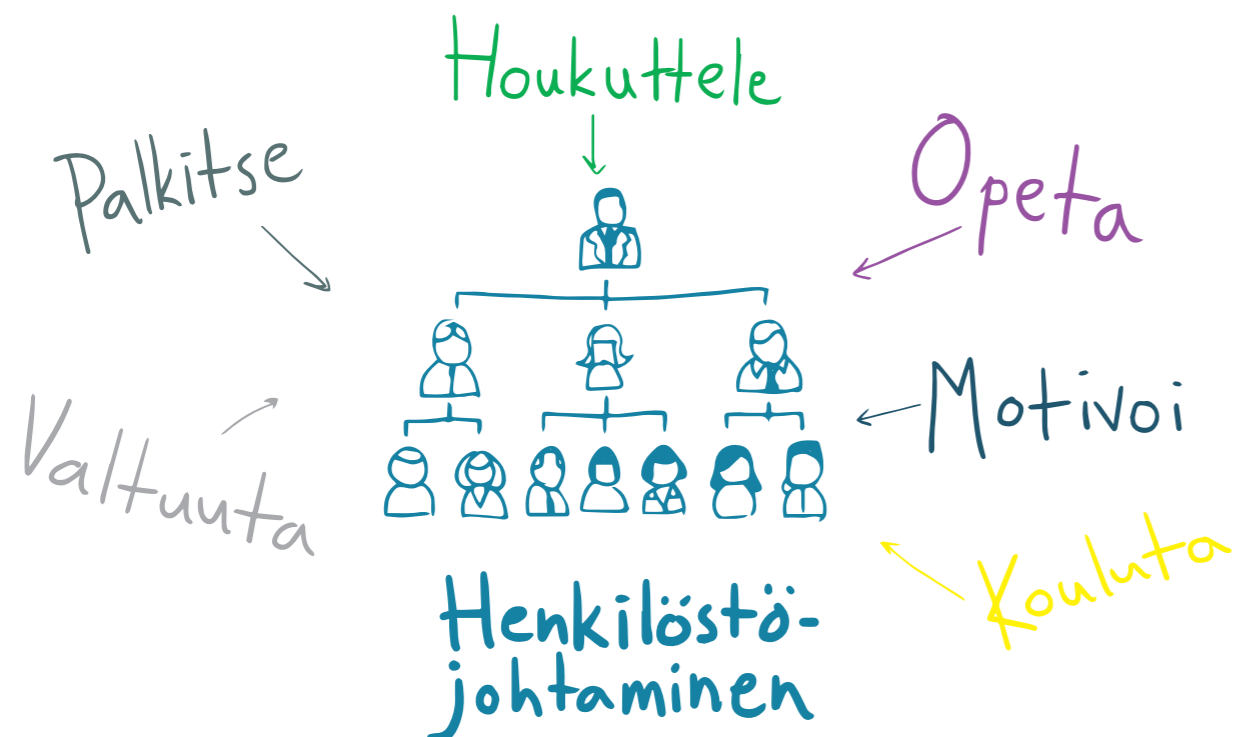 Houkuttele
Palkitse
Opeta
Motivoi
Valtuuta
Kouluta
Henkilöstö-
johtaminen